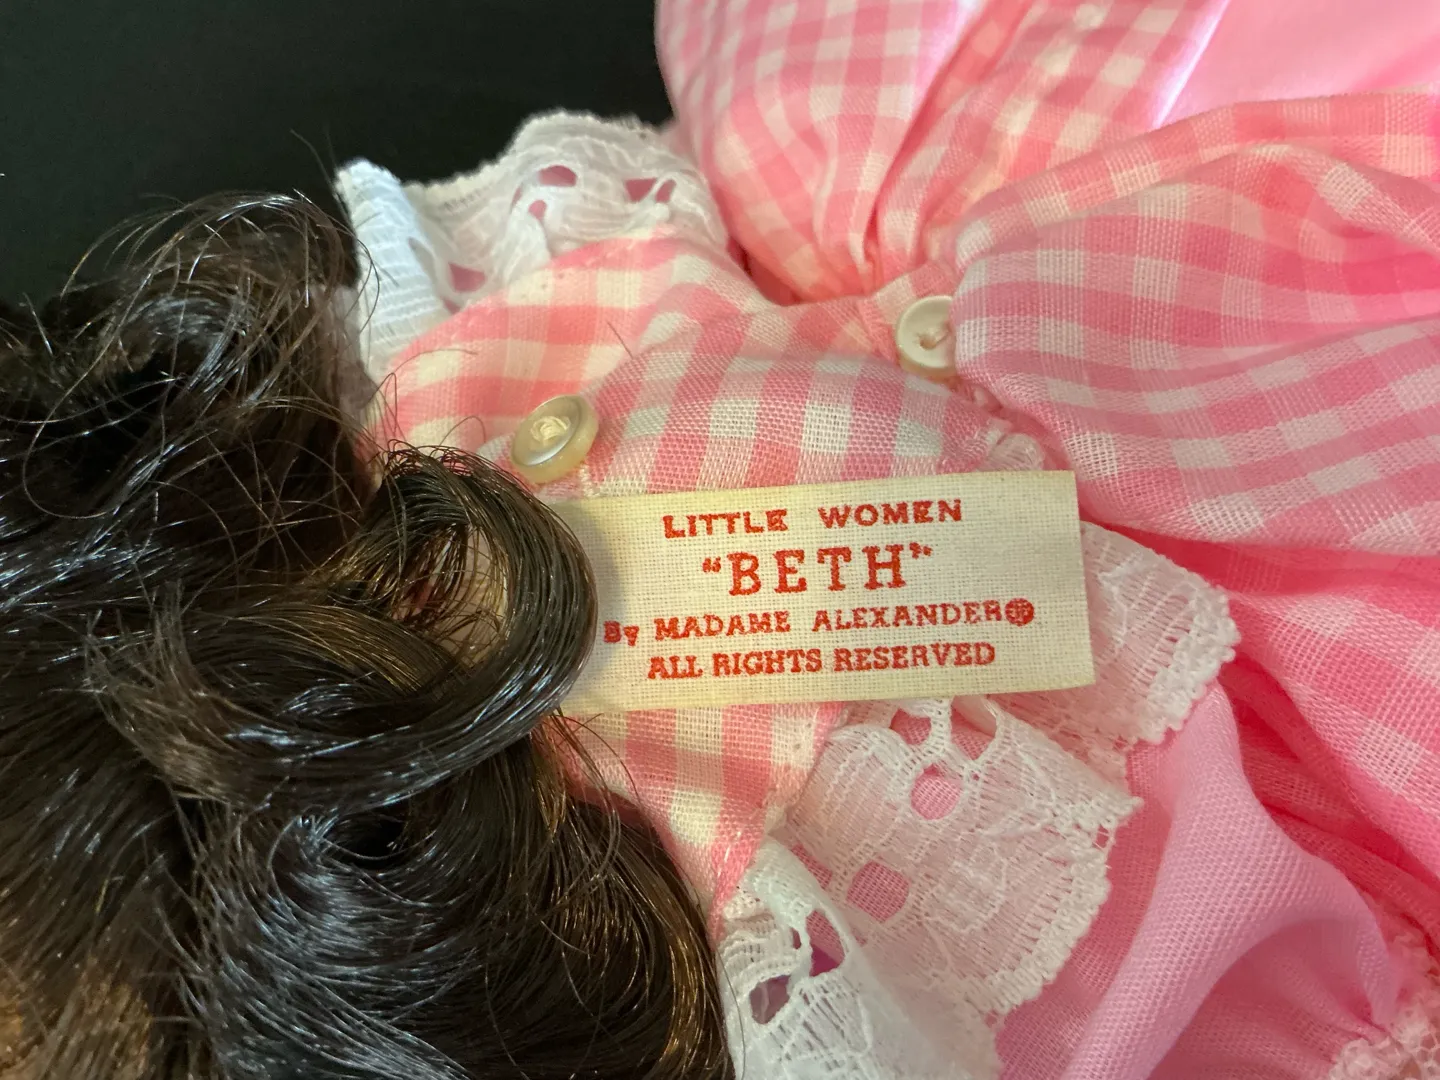 LITTLE WOMEN
“BETH”
By MADAME ALEXANDER®
ALL RIGHTS RESERVED